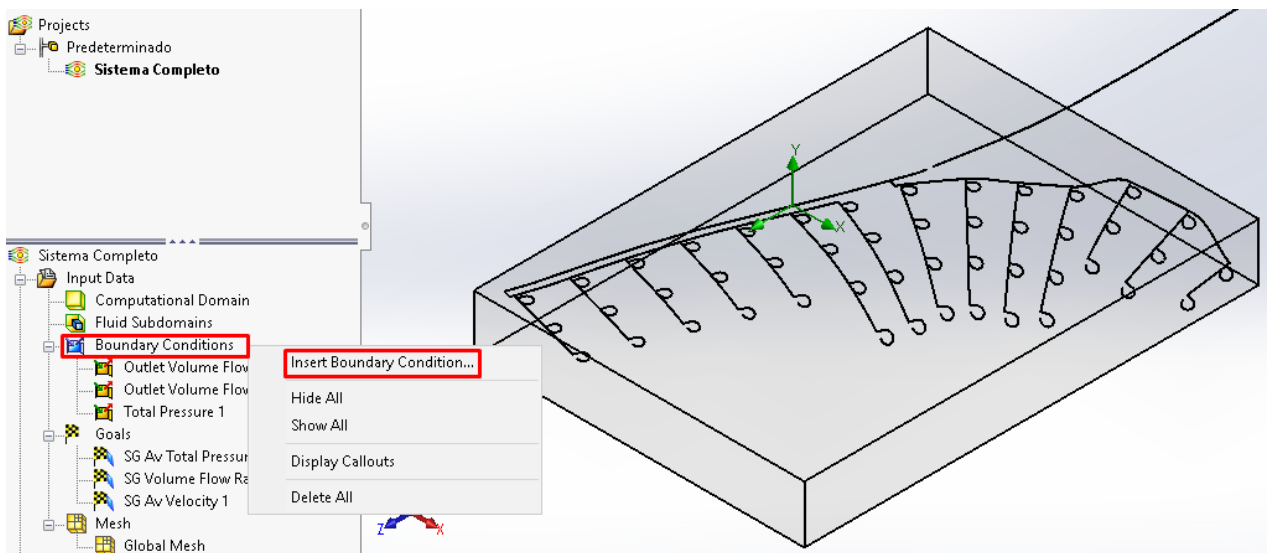 Projects
Predeterminado
Sistema Completo
Sistema Completo
Input Data
Computational Domain
Fluid Subdomains
Boundary Conditions
Outlet Volume Flow
Outlet Volume Flow
Total Pressure 1
Goals
SG Av Total Pressur
SG Volume Flow Ra
SG Av Velocity 1
Mesh
Global Mesh
Insert Boundary Condition...
Hide All
Show All
Display Callouts
Delete All
Y
X
Z
X